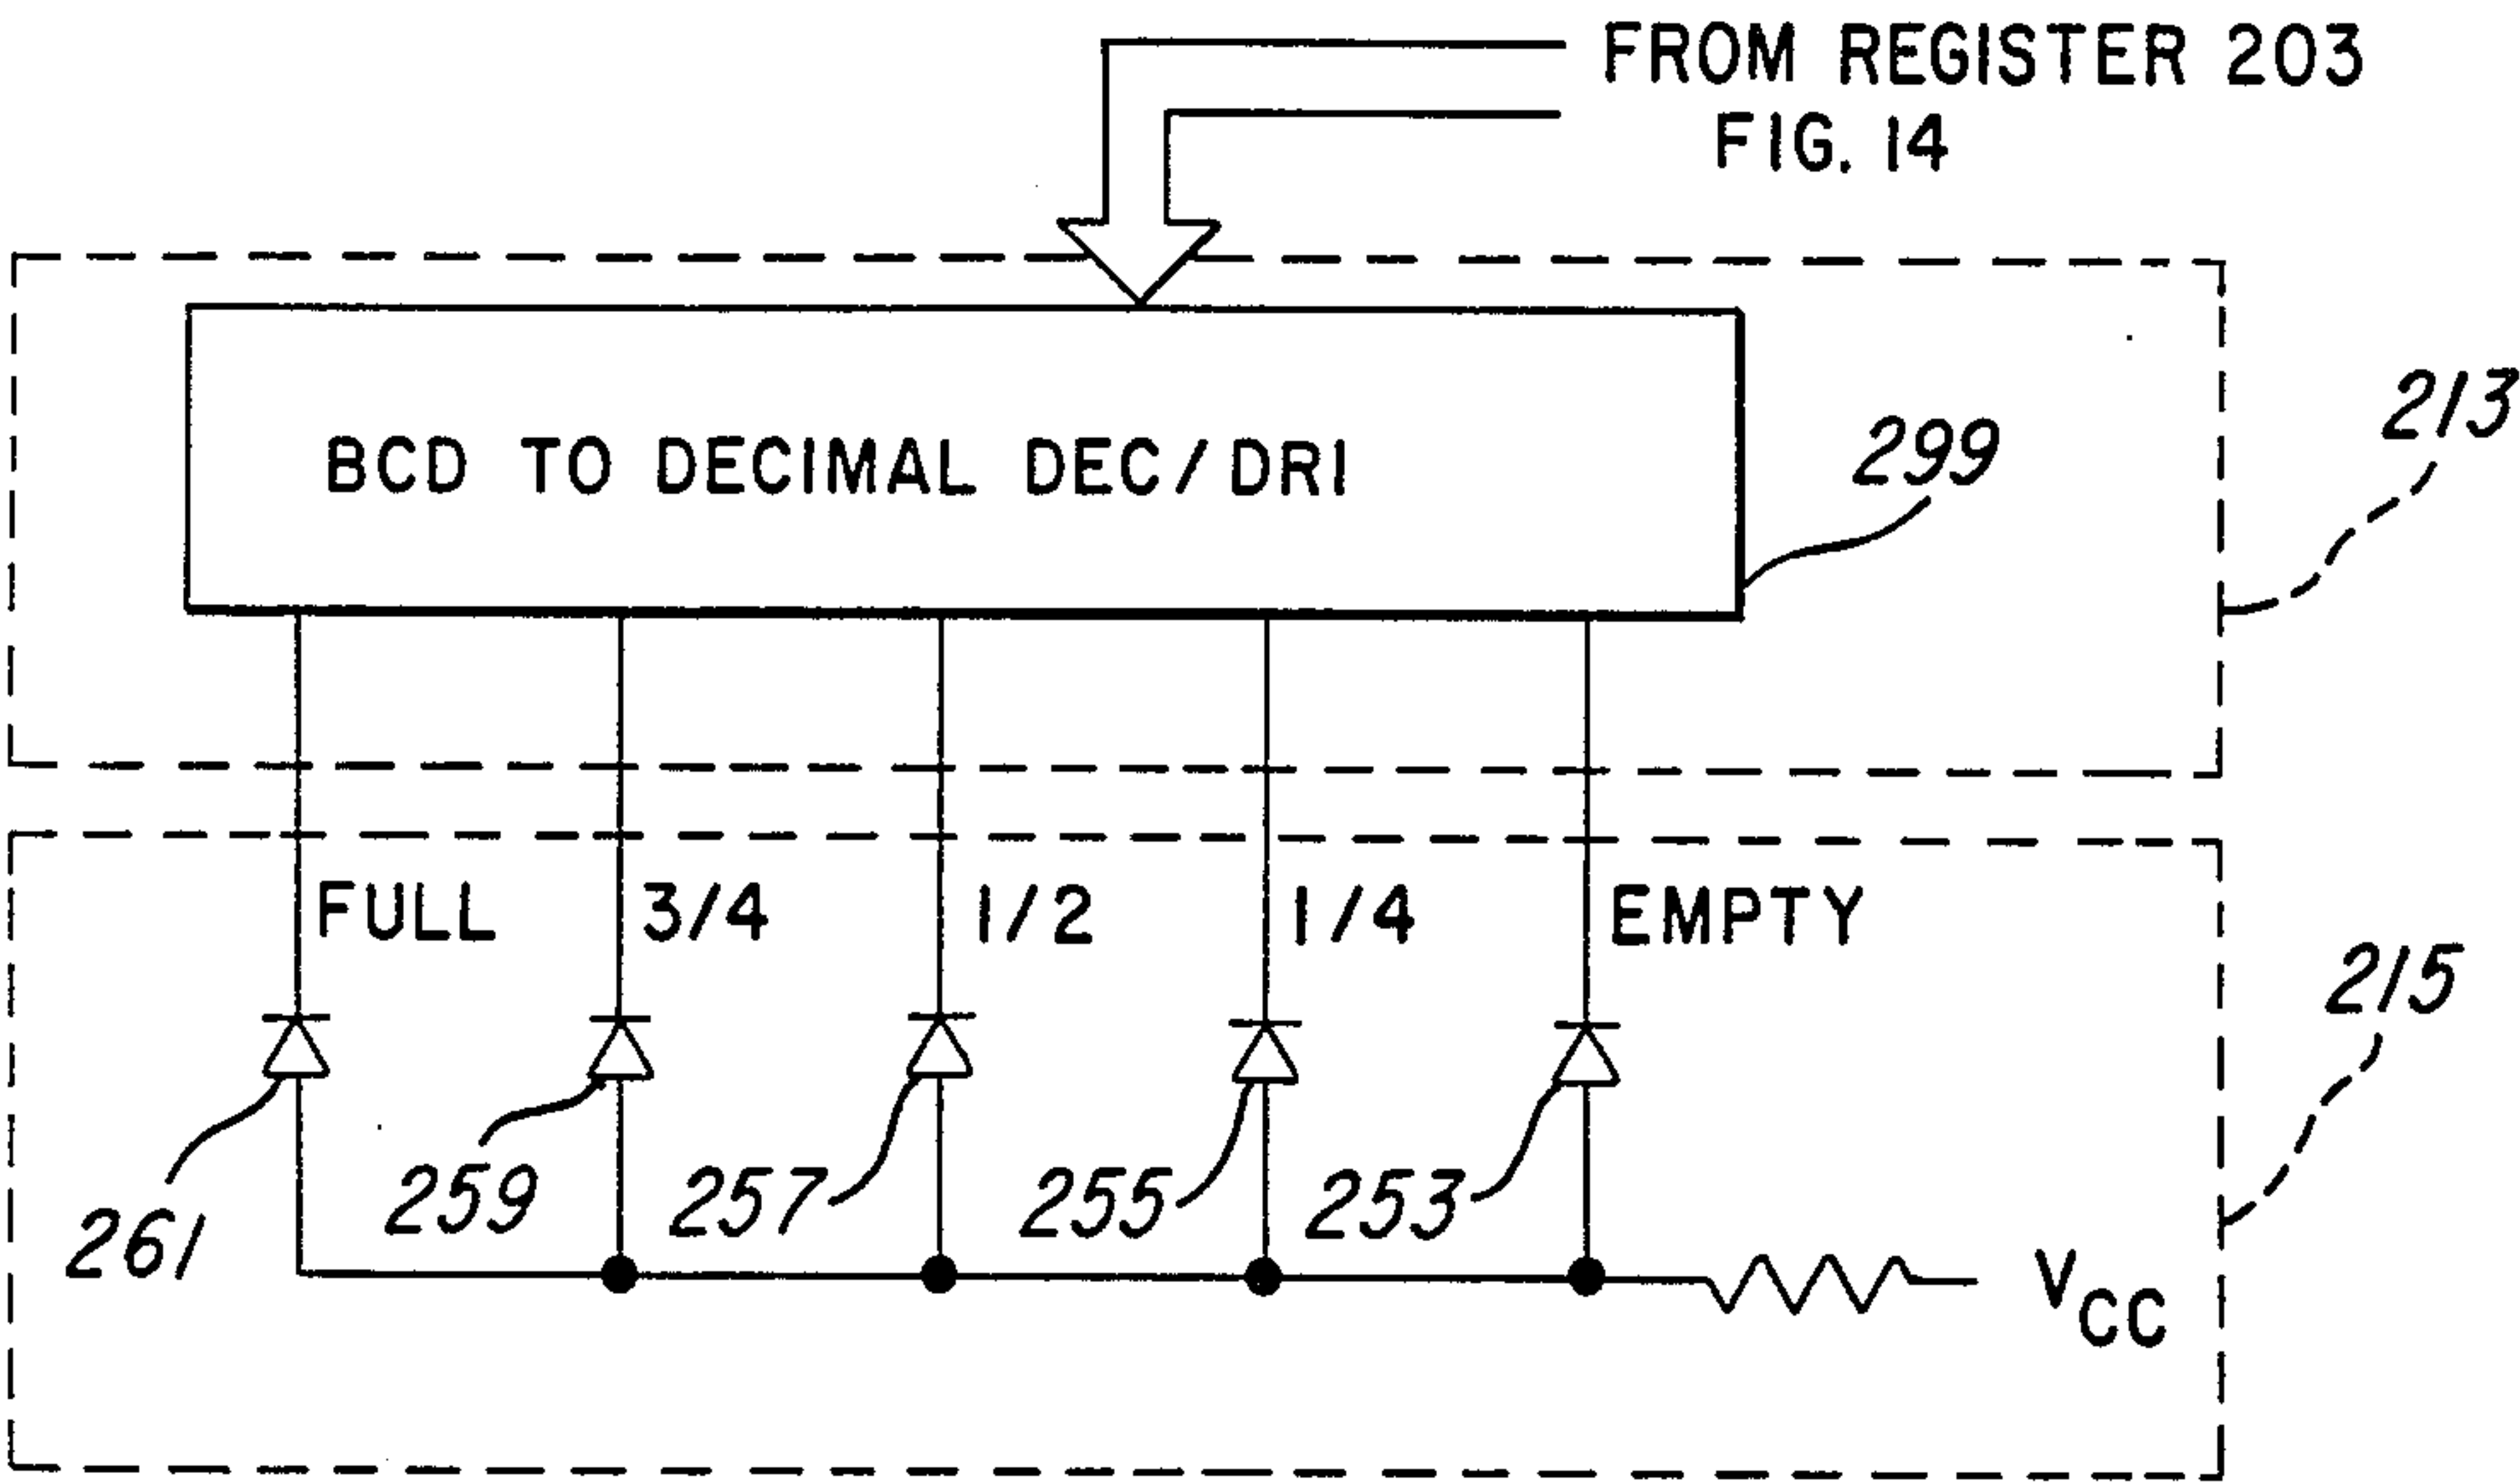 FROM REGISTER 203
FIG. 14
BCD TO DECIMAL DEC/DRI
299
213
FULL 3/4 1/2 1/4 EMPTY
215
261 259 257 255 253
VCC